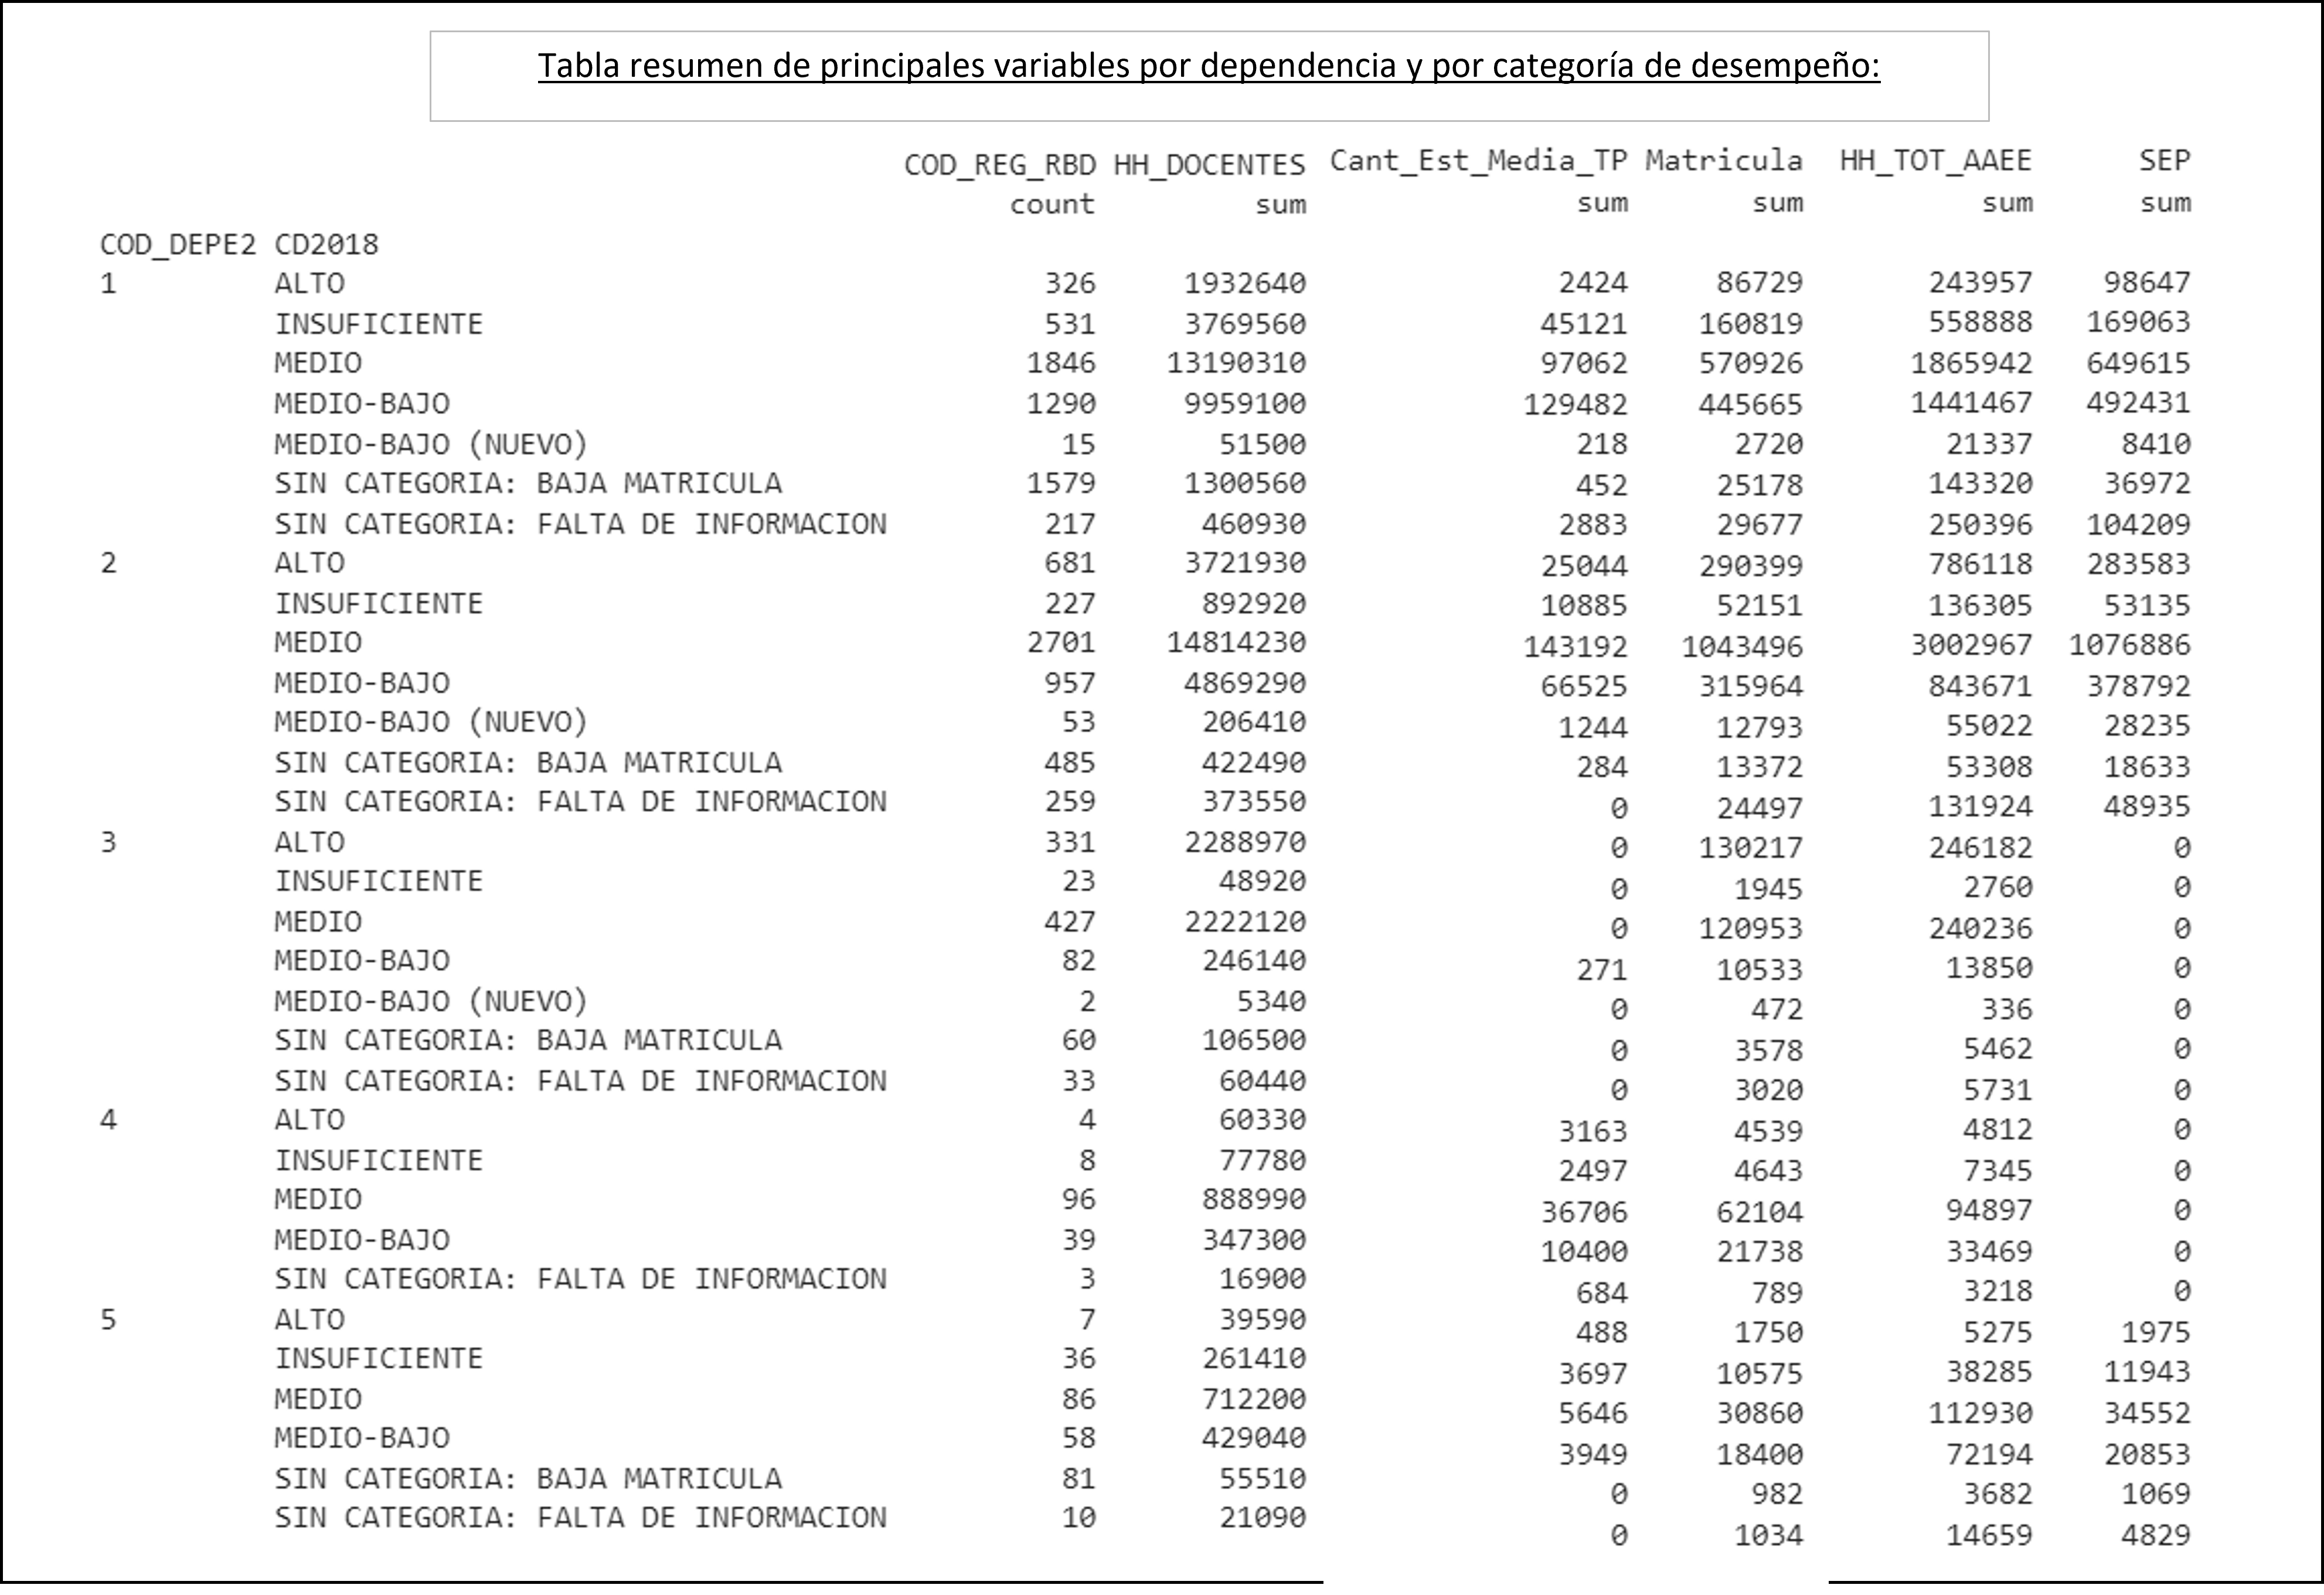 Tabla resumen de principales variables por dependencia y por categoría de desempeño:
COD_REG_RBD HH_DOCENTES Cant_Est_Media_TP Matricula HH_TOT_AAEE SEP
count sum sum sum sum sum
COD_DEPE2 CD2018
1 ALTO 326 1932640 2424 86729 243957 98647
INSUFICIENTE 531 3769560 45121 160819 558888 169063
MEDIO 1846 13190310 97062 570926 1865942 649615
MEDIO-BAJO 1290 9959100 129482 445665 1441467 492431
MEDIO-BAJO (NUEVO) 15 51500 218 2720 21337 8410
SIN CATEGORIA: BAJA MATRICULA 1579 1300560 452 25178 143320 36972
SIN CATEGORIA: FALTA DE INFORMACION 217 460930 2883 29677 250396 104209
2 ALTO 681 3721930 25044 290399 786118 283583
INSUFICIENTE 227 892920 10885 52151 136305 53135
MEDIO 2701 14814230 143192 1043496 3002967 1076886
MEDIO-BAJO 957 4869290 66525 315964 843671 378792
MEDIO-BAJO (NUEVO) 53 206410 1244 12793 55022 28235
SIN CATEGORIA: BAJA MATRICULA 485 422490 284 13372 53308 18633
SIN CATEGORIA: FALTA DE INFORMACION 259 373550 0 24497 131924 48935
3 ALTO 331 2288970 0 130217 246182 0
INSUFICIENTE 23 48920 0 1945 2760 0
MEDIO 427 2222120 0 120953 240236 0
MEDIO-BAJO 82 246140 271 10533 13850 0
MEDIO-BAJO (NUEVO) 2 5340 0 472 336 0
SIN CATEGORIA: BAJA MATRICULA 60 106500 0 3578 5462 0
SIN CATEGORIA: FALTA DE INFORMACION 33 60440 0 3020 5731 0
4 ALTO 4 60330 3163 4539 4812 0
INSUFICIENTE 8 77780 2497 4643 7345 0
MEDIO 96 888990 36706 62104 94897 0
MEDIO-BAJO 39 347300 10400 21738 33469 0
SIN CATEGORIA: FALTA DE INFORMACION 3 16900 684 789 3218 0
5 ALTO 7 39590 488 1750 5275 1975
INSUFICIENTE 36 261410 3697 10575 38285 11943
MEDIO 86 712200 5646 30860 112930 34552
MEDIO-BAJO 58 429040 3949 18400 72194 20853
SIN CATEGORIA: BAJA MATRICULA 81 55510 0 982 3682 1069
SIN CATEGORIA: FALTA DE INFORMACION 10 21090 0 1034 14659 4829